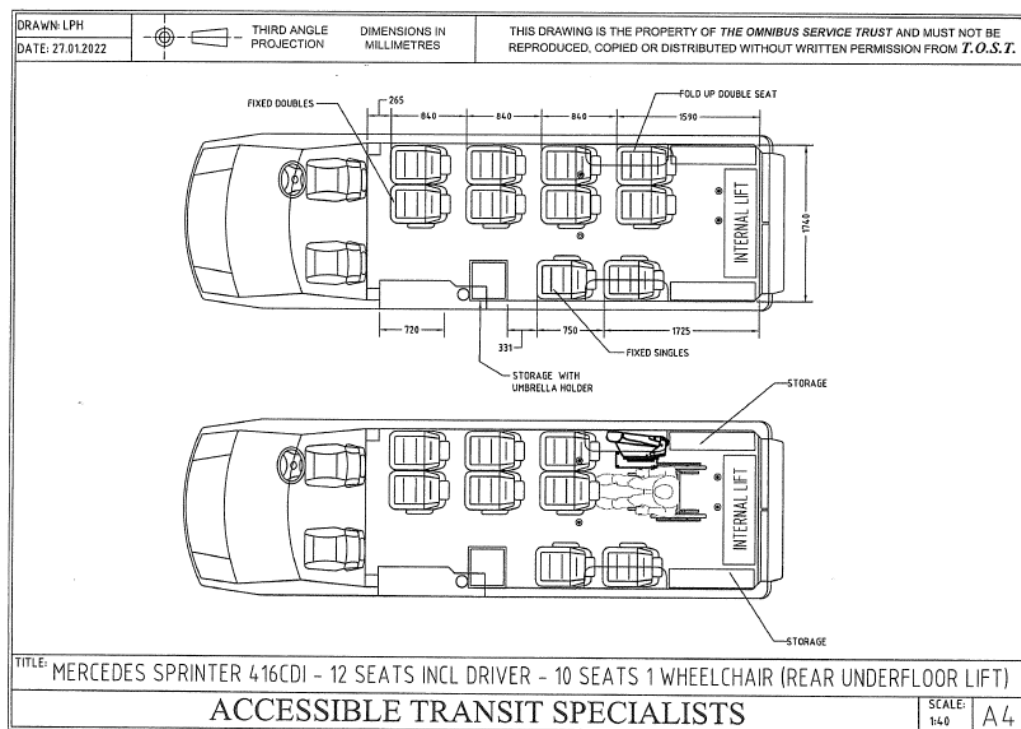 DRAWN: LPH
DATE: 27.01.2022
THIRD ANGLE
PROJECTION
DIMENSIONS IN
MILLIMETRES
THIS DRAWING IS THE PROPERTY OF THE OMNIBUS SERVICE TRUST AND MUST NOT BE
REPRODUCED, COPIED OR DISTRIBUTED WITHOUT WRITTEN PERMISSION FROM T.O.S.T.
FIXED DOUBLES
265
840
840
840
1590
FOLD UP DOUBLE SEAT
INTERNAL LIFT
1740
720
331
750
1725
FIXED SINGLES
STORAGE WITH
UMBRELLA HOLDER
STORAGE
INTERNAL LIFT
STORAGE
TITLE: MERCEDES SPRINTER 416CDI - 12 SEATS INCL DRIVER - 10 SEATS 1 WHEELCHAIR (REAR UNDERFLOOR LIFT)
ACCESSIBLE TRANSIT SPECIALISTS
SCALE:
1:40
A4